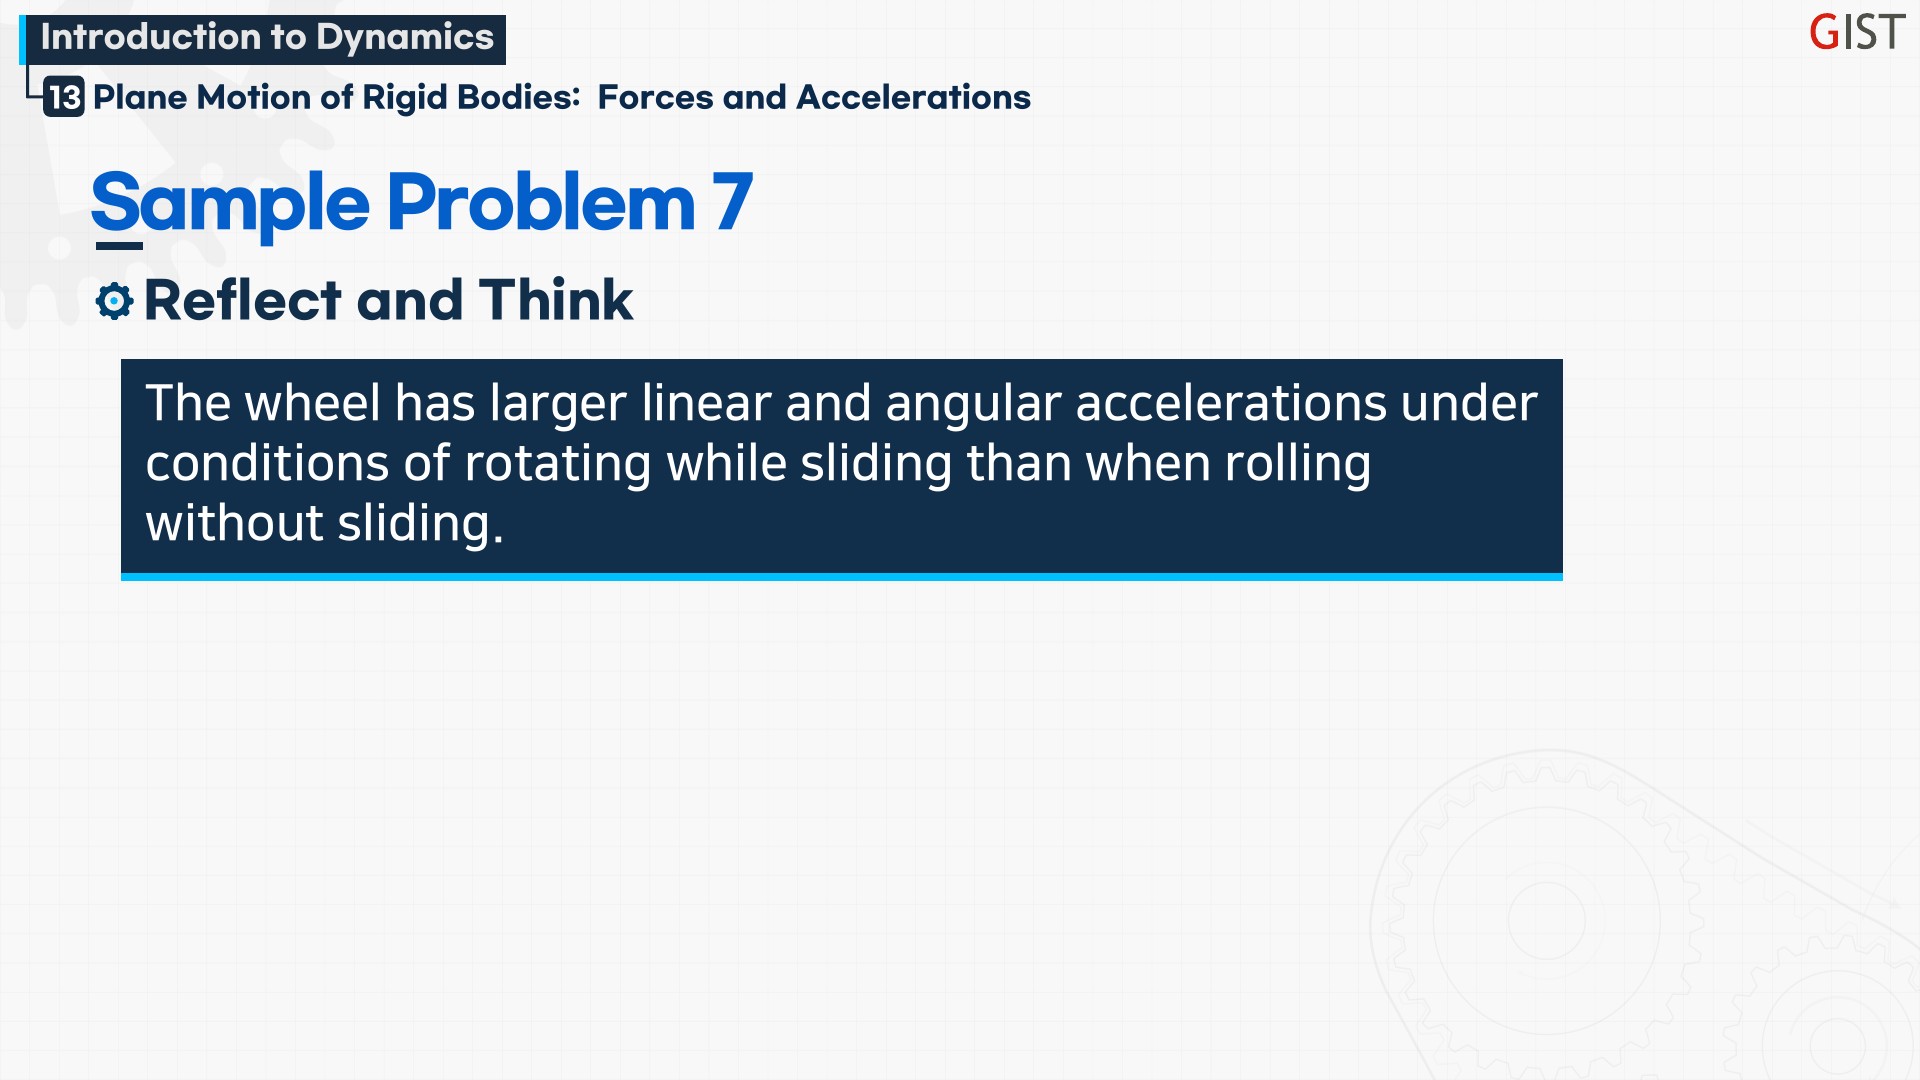 Introduction to Dynamics
GIST
13 Plane Motion of Rigid Bodies: Forces and Accelerations
Sample Problem 7
Reflect and Think
The wheel has larger linear and angular accelerations under
conditions of rotating while sliding than when rolling
without sliding.